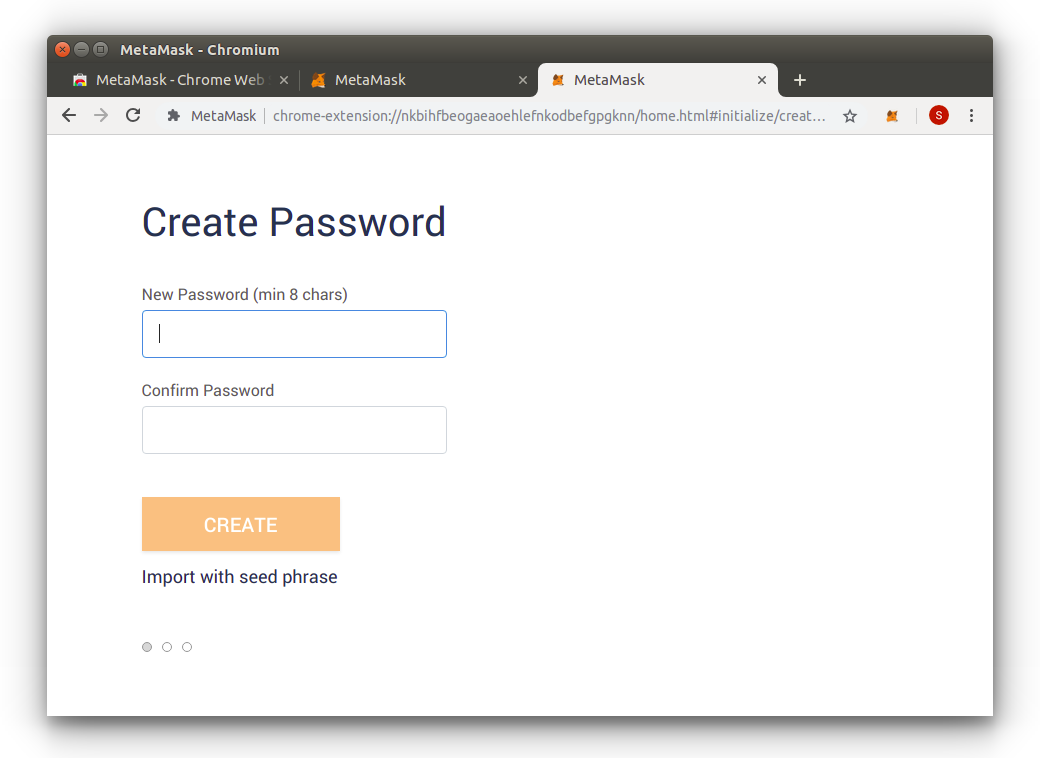 MetaMask - Chromium
MetaMask - Chrome Web
MetaMask
MetaMask
MetaMask
chrome-extension://nkbihfbeogaeaoehlefnkodbefgpgknn/home.html#initialize/creat...
S
Create Password
New Password (min 8 chars)
Confirm Password
CREATE
Import with seed phrase